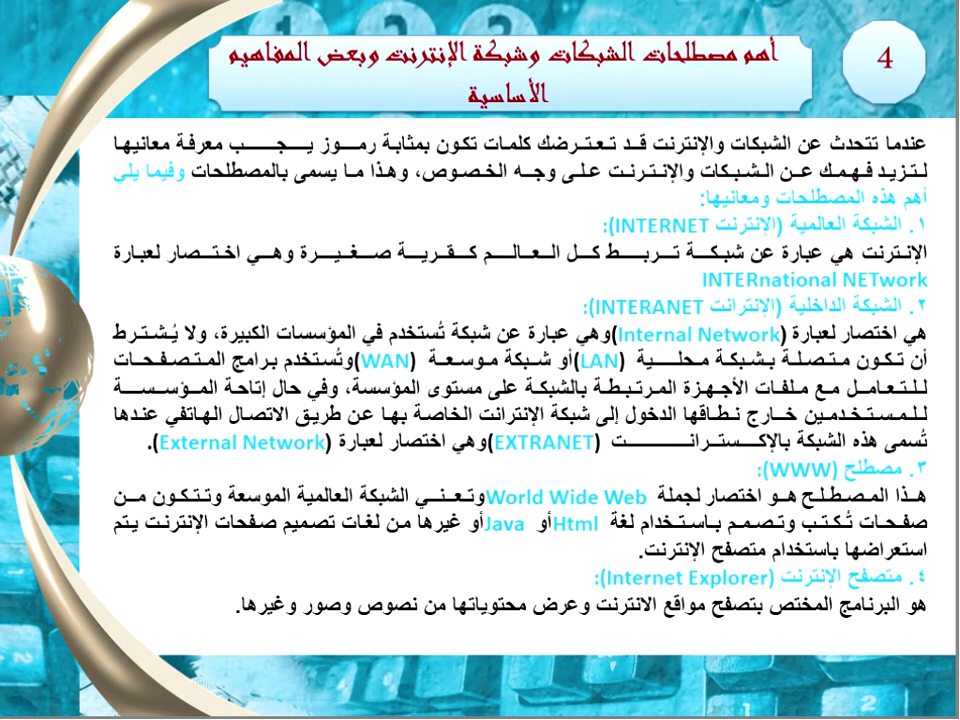 4
أهم مصطلحات الشبكات وشبكة الإنترنت وبعض المفاهيم
الأساسية
عندما تتحدث عن الشبكات والإنترنت قد تعترضك كلمات تكون بمثابة رموز يجب معرفة معانيها
لتزيد فهمك عن الشبكات والإنترنت على وجه الخصوص، وهذا ما يسمى بالمصطلحات وفيما يلي
أهم هذه المصطلحات ومعانيها:
١. الشبكة العالمية (الإنترنت INTERNET):
الإنترنت هي عبارة عن شبكة تربط كل العالم كقرية صغيرة وهي اختصار لعبارة
INTERnational NETwork
٢. الشبكة الداخلية (الإنترانت INTERANET):
هي اختصار لعبارة (Internal Network)وهي عبارة عن شبكة تُستخدم في المؤسسات الكبيرة، ولا يُشترط
أن تكون متصلة بشبكة محلية (LAN)أو شبكة موسعة (WAN)وتُستخدم برامج المتصفحات
للتعامل مع ملفات الأجهزة المرتبطة بالشبكة على مستوى المؤسسة، وفي حال إتاحة المؤسسة
للمستخدمين خارج نطاقها الدخول إلى شبكة الإنترانت الخاصة بها عن طريق الاتصال الهاتفي عندها
تُسمى هذه الشبكة بالإكسترانت (EXTRANET)وهي اختصار لعبارة (External Network).
٣. مصطلح (WWW):
هذا المصطلح هو اختصار لجملة World Wide Webوتعني الشبكة العالمية الموسعة وتتكون من
صفحات تُكتب وتصمم باستخدام لغة Htmlأو Javaأو غيرها من لغات تصميم صفحات الإنترنت يتم
استعراضها باستخدام متصفح الإنترنت.
٤. متصفح الإنترنت (Internet Explorer):
هو البرنامج المختص بتصفح مواقع الانترنت وعرض محتوياتها من نصوص وصور وغيرها.